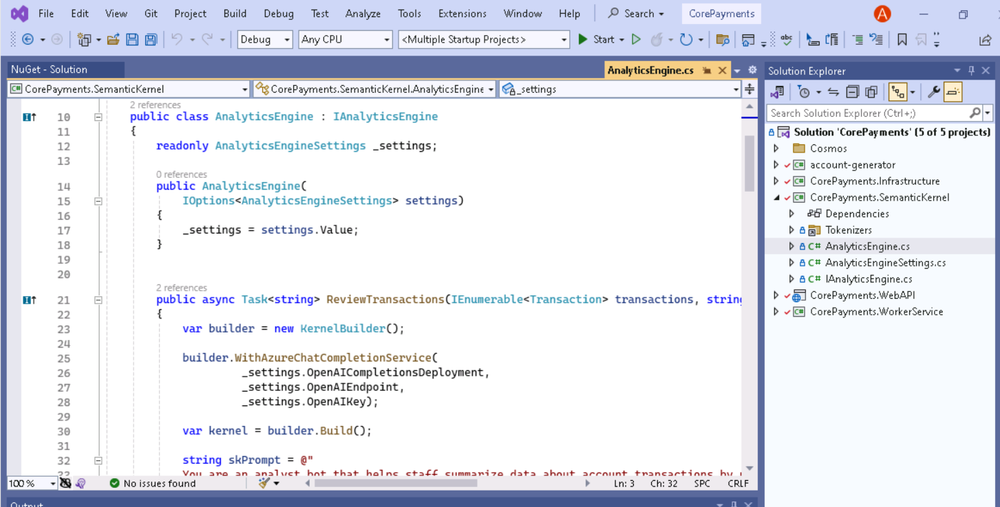 File Edit View Git Project Build Debug Test Analyze Tools Extensions Window Help Search CorePayments A
Debug Any CPU <Multiple Startup Projects> Start abc
NuGet - Solution AnalyticsEngine.cs
CorePayments.SemanticKernel CorePayments.SemanticKernel.AnalyticsEngine _settings
2 references
10 public class AnalyticsEngine : IAnalyticsEngine
11 {
12 readonly AnalyticsEngineSettings _settings;
13
0 references
14 public AnalyticsEngine(
15 IOptions<AnalyticsEngineSettings> settings)
16 {
17 _settings = settings.Value;
18 }
19
20
2 references
21 public async Task<string> ReviewTransactions(IEnumerable<Transaction> transactions, string
22 {
23 var builder = new KernelBuilder();
24
25 builder.WithAzureChatCompletionService(
26 _settings.OpenAICompletionsDeployment,
27 _settings.OpenAIEndpoint,
28 _settings.OpenAIKey);
29
30 var kernel = builder.Build();
31
32 string skPrompt = @"
33 You are an analyst bot that helps staff summarize data about account transactions by
100 % No issues found Ln: 3 Ch: 32 SPC CRLF
Output
Solution Explorer
Search Solution Explorer (Ctrl+;)
Solution 'CorePayments' (5 of 5 projects)
Cosmos
C# account-generator
C# CorePayments.Infrastructure
C# CorePayments.SemanticKernel
Dependencies
Tokenizers
C# AnalyticsEngine.cs
C# AnalyticsEngineSettings.cs
C# IAnalyticsEngine.cs
CorePayments.WebAPI
C# CorePayments.WorkerService